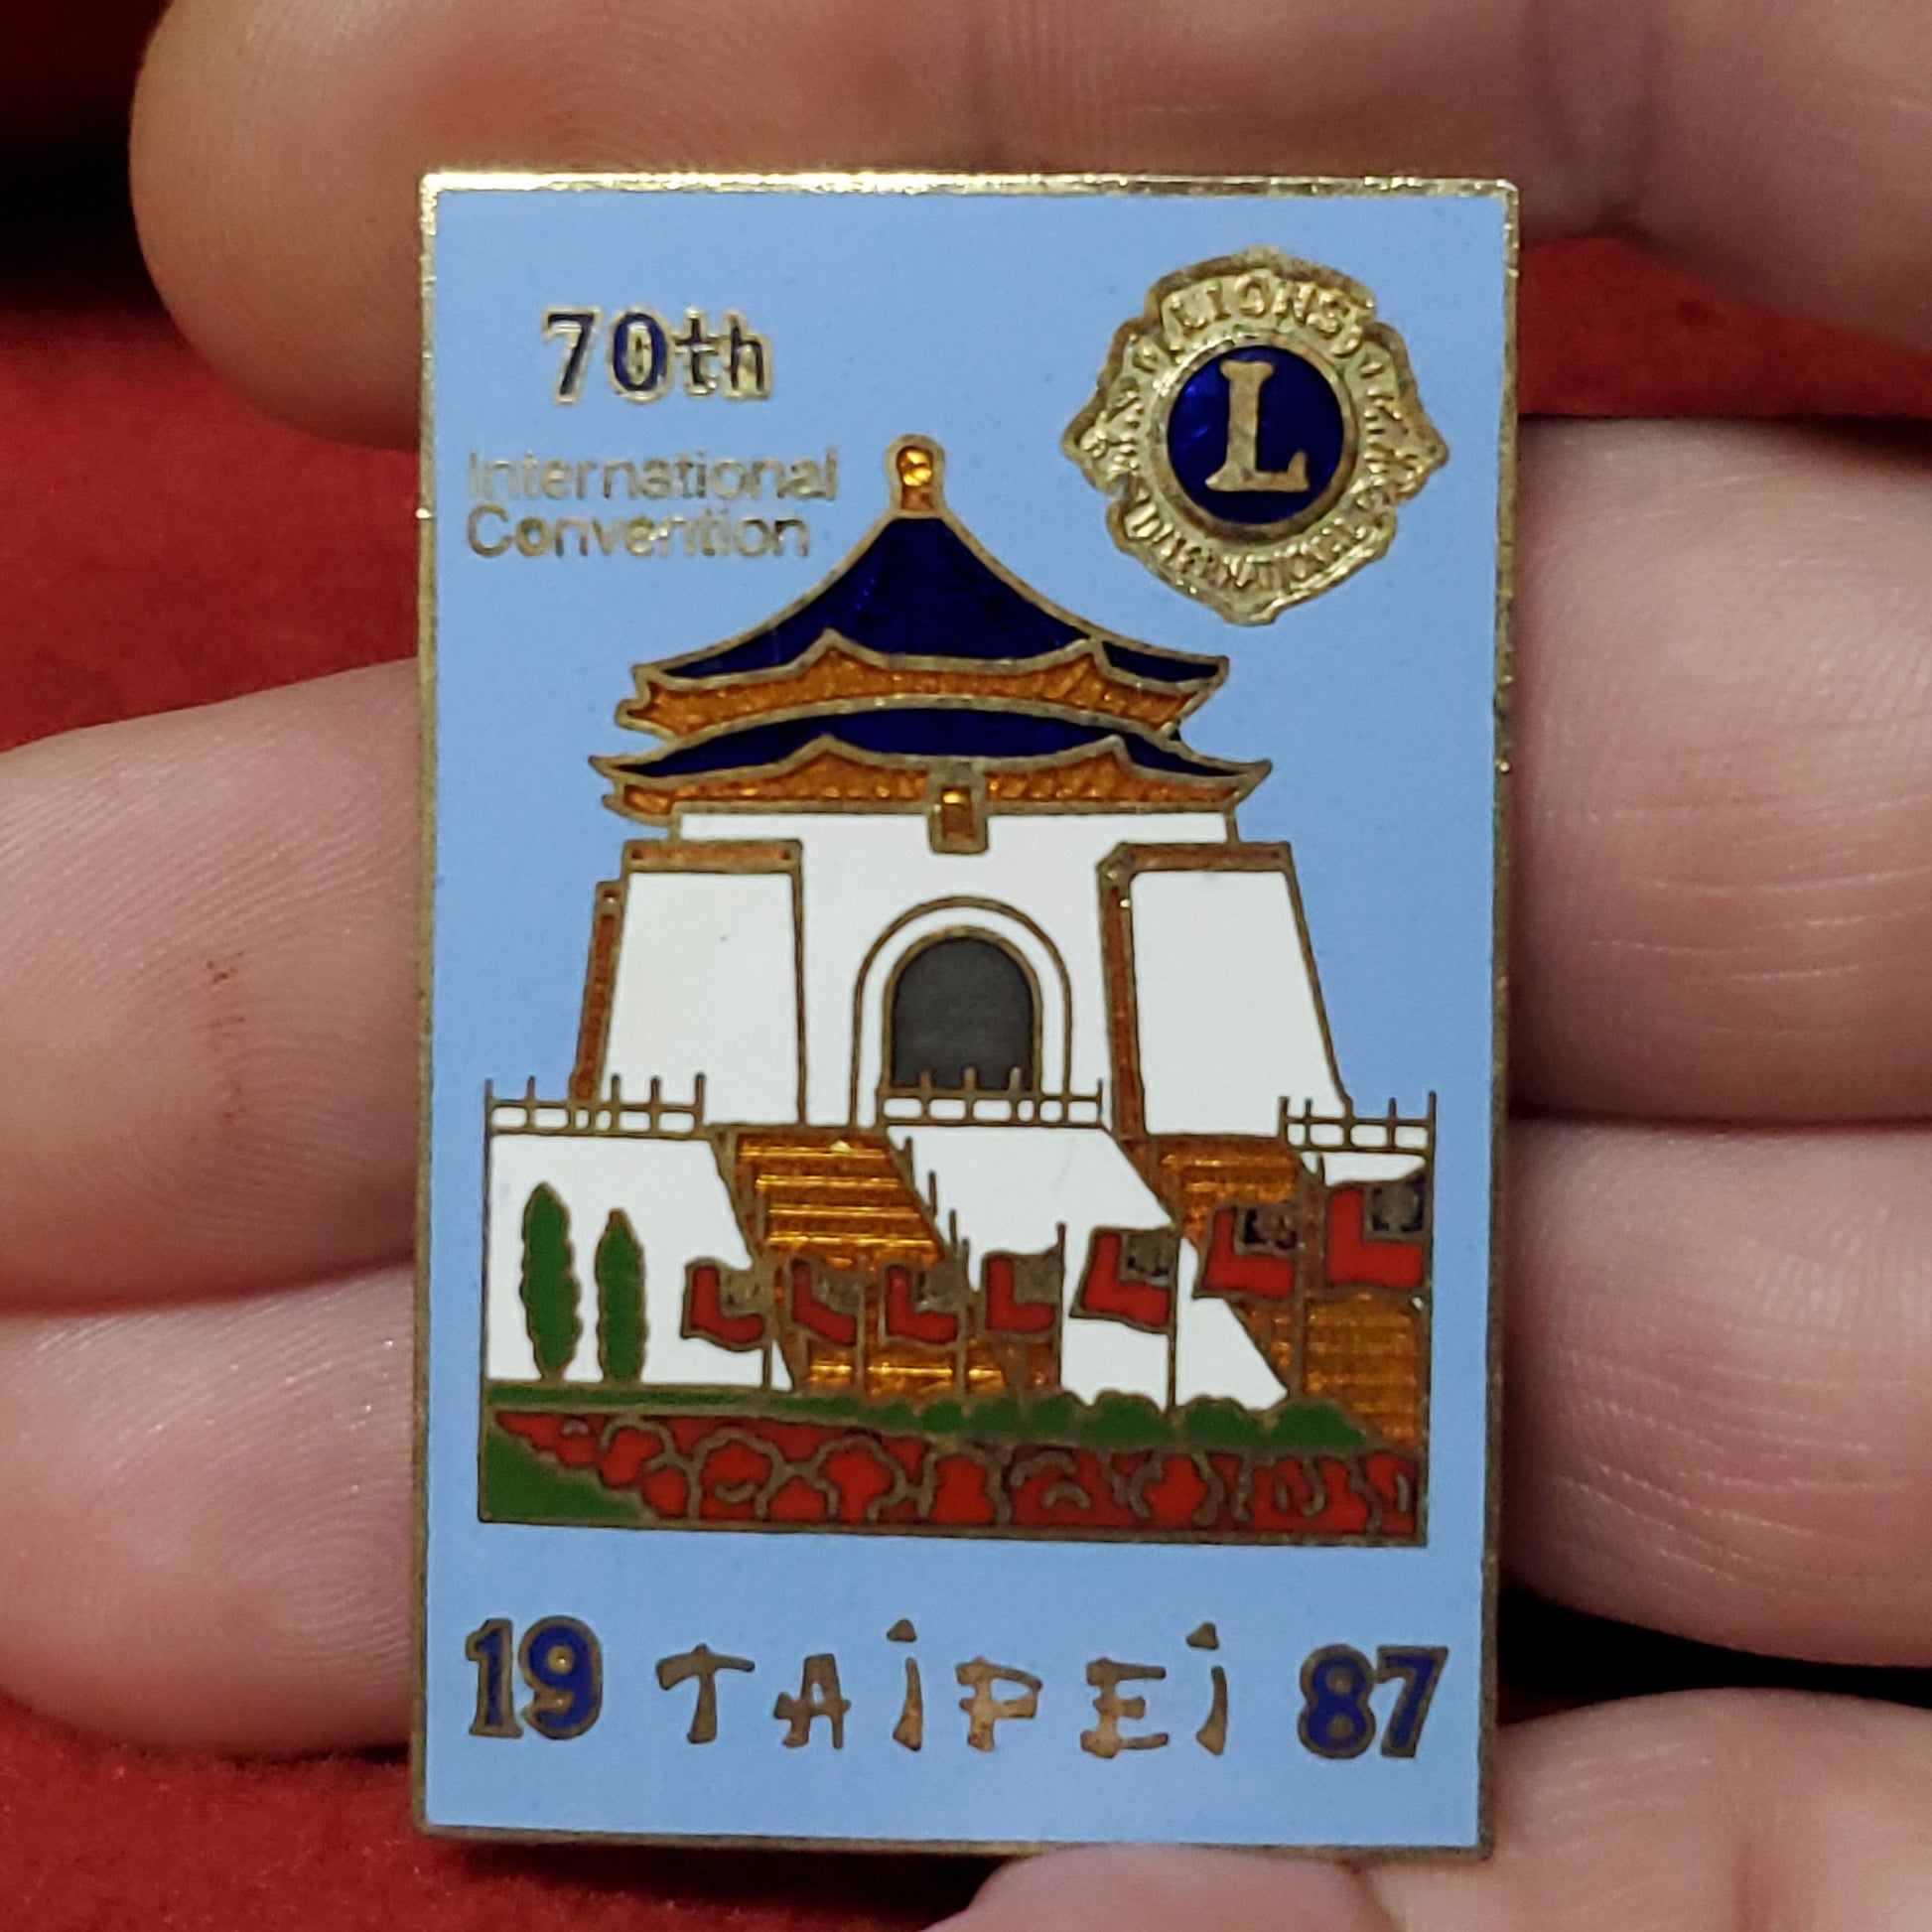 70th
International
Convention
LIONS
L
INTERNATIONAL
19 TAiPEi 87